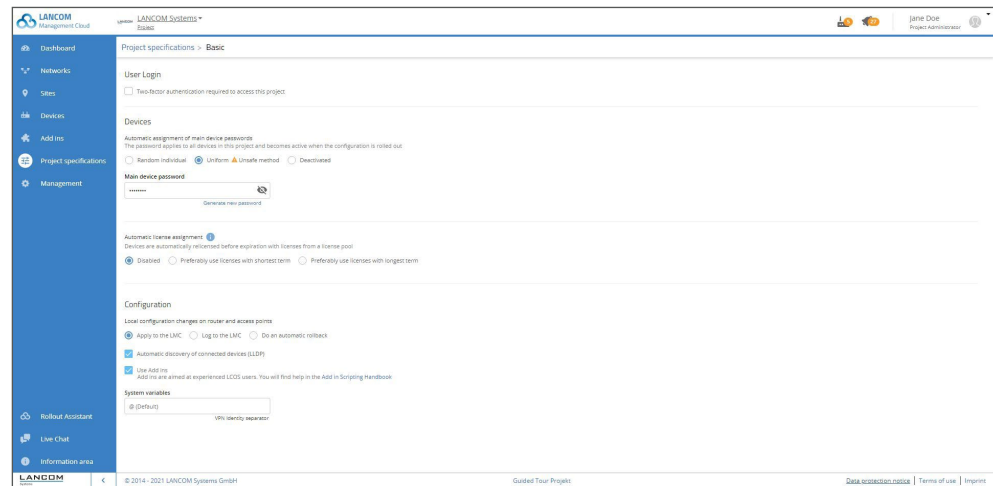 LANCOM
Management Cloud
LANCOM Systems
Project
Jane Doe
Project Administrator
Dashboard
Networks
Sites
Devices
Add Ins
Project specifications
Management
Rollout Assistant
Live Chat
Information area
LANCOM
Project specifications > Basic
User Login
Two-factor authentication required to access this project
Devices
Automatic assignment of main device passwords
The password applies to all devices in this project and becomes active when the configuration is rolled out
Random individual Uniform Unsafe method Deactivated
Main device password
••••••••
Generate new password
Automatic license assignment i
Devices are automatically relicensed before expiration with licenses from a license pool
Disabled Preferably use licenses with shortest term Preferably use licenses with longest term
Configuration
Local configuration changes on router and access points
Apply to the LMC Log to the LMC Do an automatic rollback
Automatic discovery of connected devices (LLDP)
Use Add Ins
Add ins are aimed at experienced LCOS users. You will find help in the Add in Scripting Handbook
System variables
@ (Default)
VPN identity separator
© 2014 - 2021 LANCOM Systems GmbH Guided Tour Projekt Data protection notice | Terms of use | Imprint